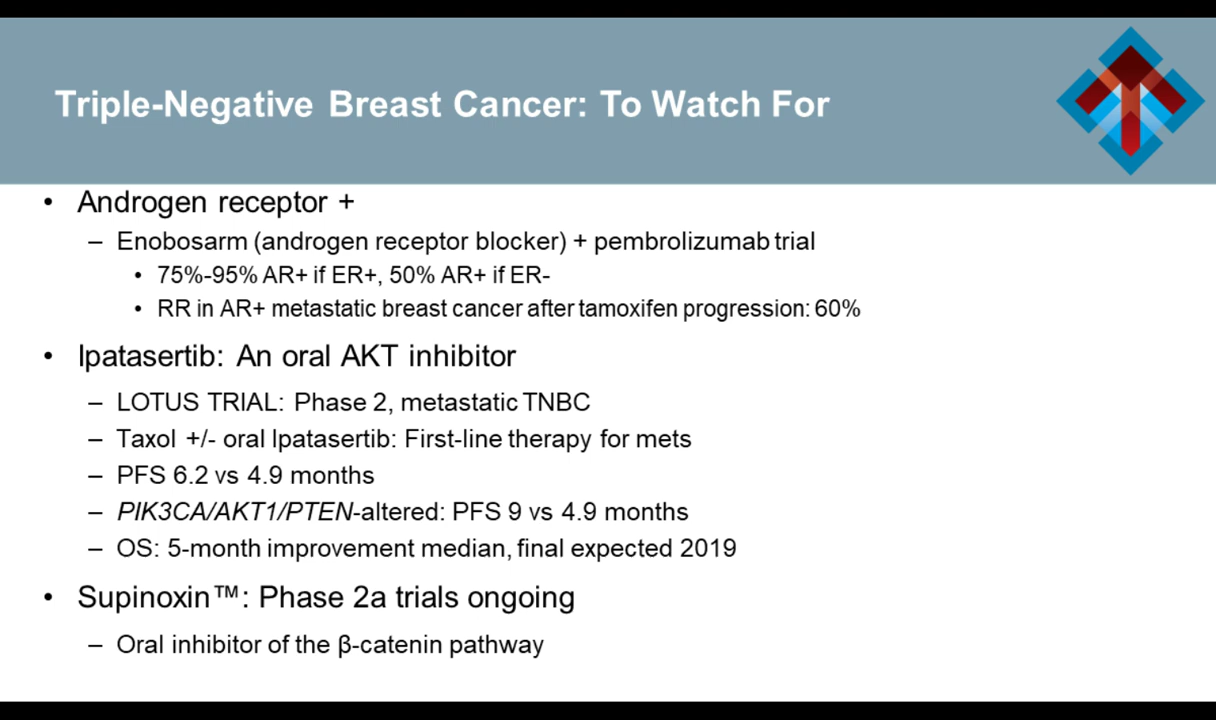 Triple-Negative Breast Cancer: To Watch For
• Androgen receptor +
– Enobosarm (androgen receptor blocker) + pembrolizumab trial
• 75%-95% AR+ if ER+, 50% AR+ if ER-
• RR in AR+ metastatic breast cancer after tamoxifen progression: 60%
• Ipatasertib: An oral AKT inhibitor
– LOTUS TRIAL: Phase 2, metastatic TNBC
– Taxol +/- oral Ipatasertib: First-line therapy for mets
– PFS 6.2 vs 4.9 months
– PIK3CA/AKT1/PTEN-altered: PFS 9 vs 4.9 months
– OS: 5-month improvement median, final expected 2019
• Supinoxin™: Phase 2a trials ongoing
– Oral inhibitor of the β-catenin pathway